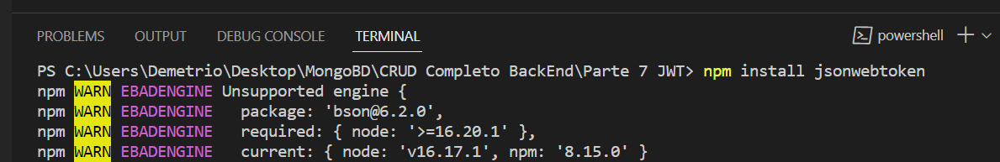 PROBLEMS OUTPUT DEBUG CONSOLE TERMINAL powershell
PS C:\Users\Demetrio\Desktop\MongoBD\CRUD Completo BackEnd\Parte 7 JWT> npm install jsonwebtoken
npm WARN EBADENGINE Unsupported engine {
npm WARN EBADENGINE   package: 'bson@6.2.0',
npm WARN EBADENGINE   required: { node: '>=16.20.1' },
npm WARN EBADENGINE   current: { node: 'v16.17.1', npm: '8.15.0' }